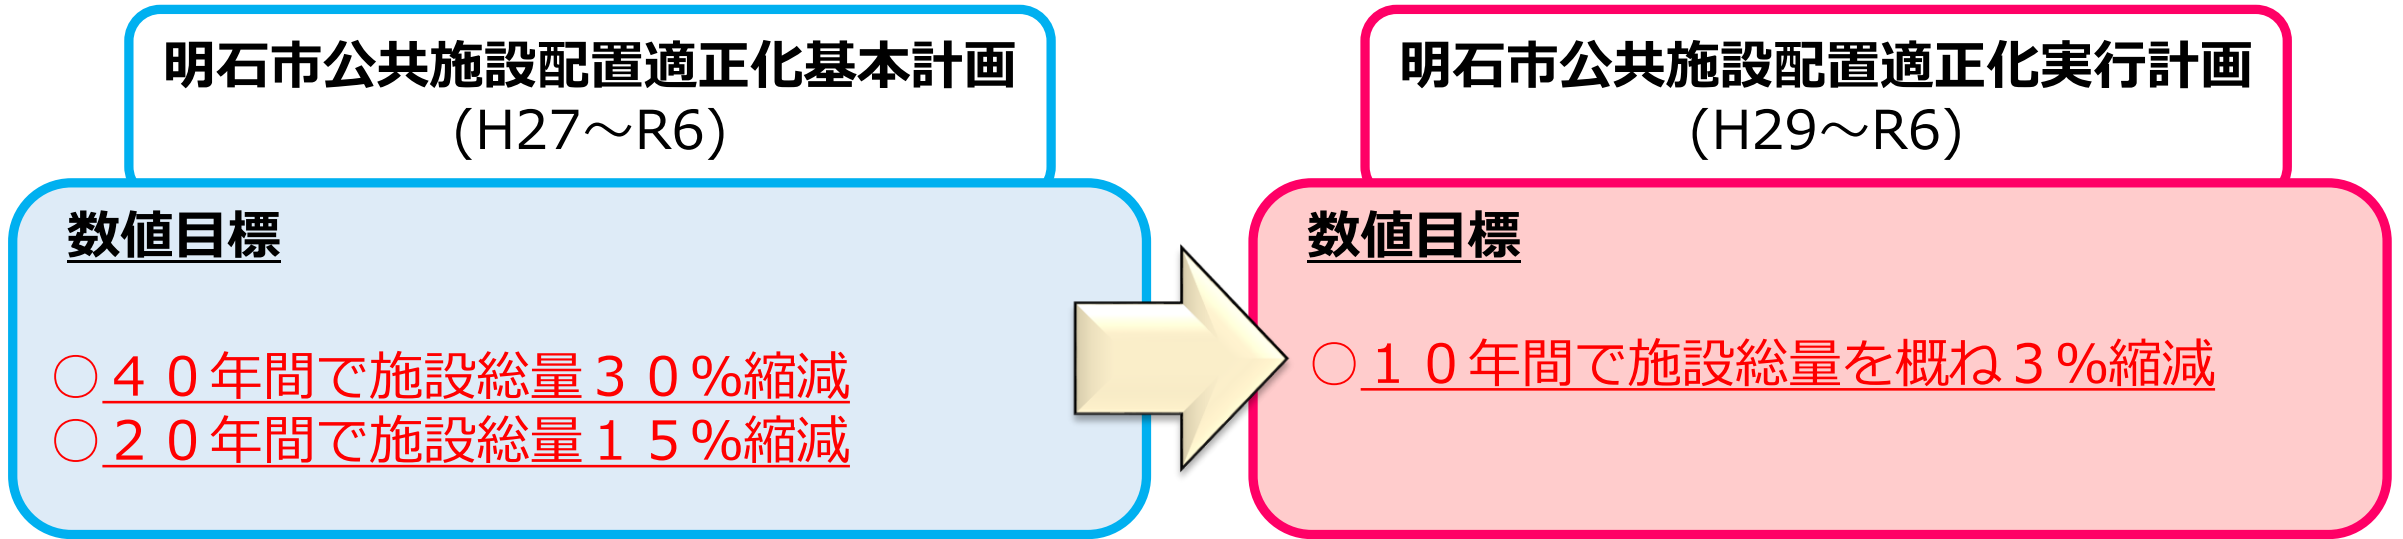 明石市公共施設配置適正化基本計画
(H27～R6)
数値目標
○４０年間で施設総量３０％縮減
○２０年間で施設総量１５％縮減
明石市公共施設配置適正化実行計画
(H29～R6)
数値目標
○１０年間で施設総量を概ね３％縮減